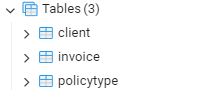 Tables (3)
client
invoice
policytype